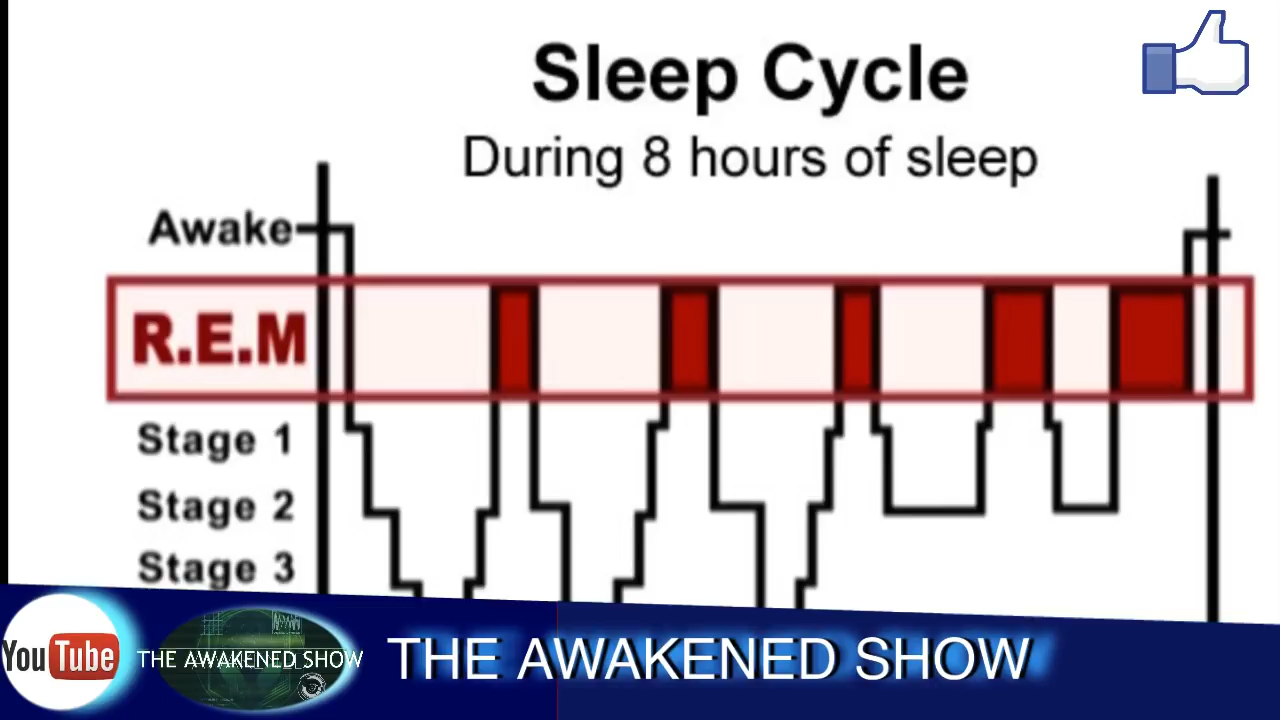 Sleep Cycle
During 8 hours of sleep
Awake
R.E.M
Stage 1
Stage 2
Stage 3
YouTube
THE AWAKENED SHOW
THE AWAKENED SHOW